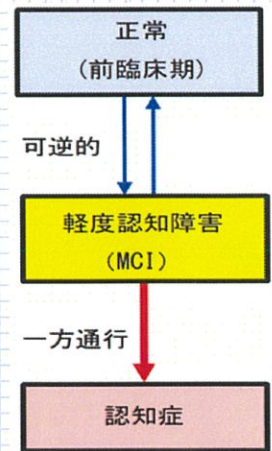 正常
(前臨床期)
可逆的
軽度認知障害
(MCI)
一方通行
認知症